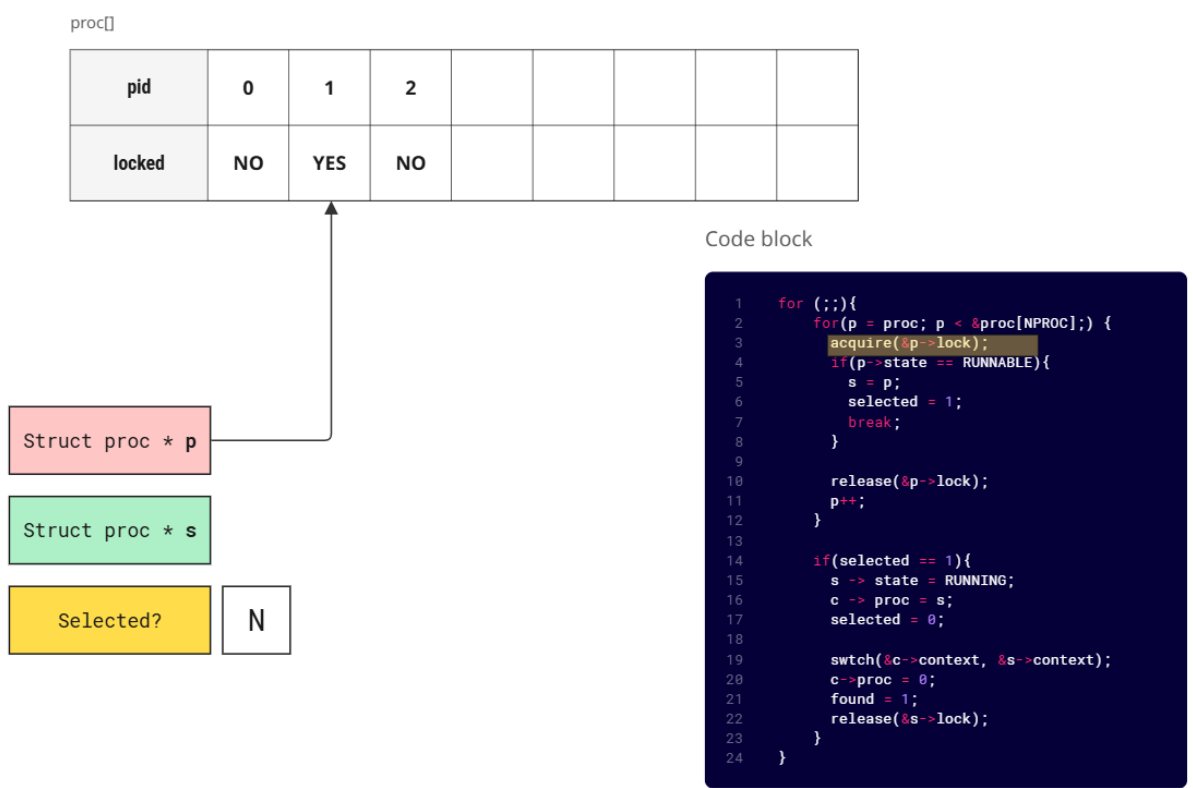 proc[]
pid 0 1 2
locked NO YES NO
Code block
1 for (;;){
2 for(p = proc; p < &proc[NPROC];) {
3 acquire(&p->lock);
4 if(p->state == RUNNABLE){
5 s = p;
6 selected = 1;
7 break;
8 }
9
10 release(&p->lock);
11 p++;
12 }
13
14 if(selected == 1){
15 s -> state = RUNNING;
16 c -> proc = s;
17 selected = 0;
18
19 swtch(&c->context, &s->context);
20 c->proc = 0;
21 found = 1;
22 release(&s->lock);
23 }
24 }
Struct proc * p
Struct proc * s
Selected? N